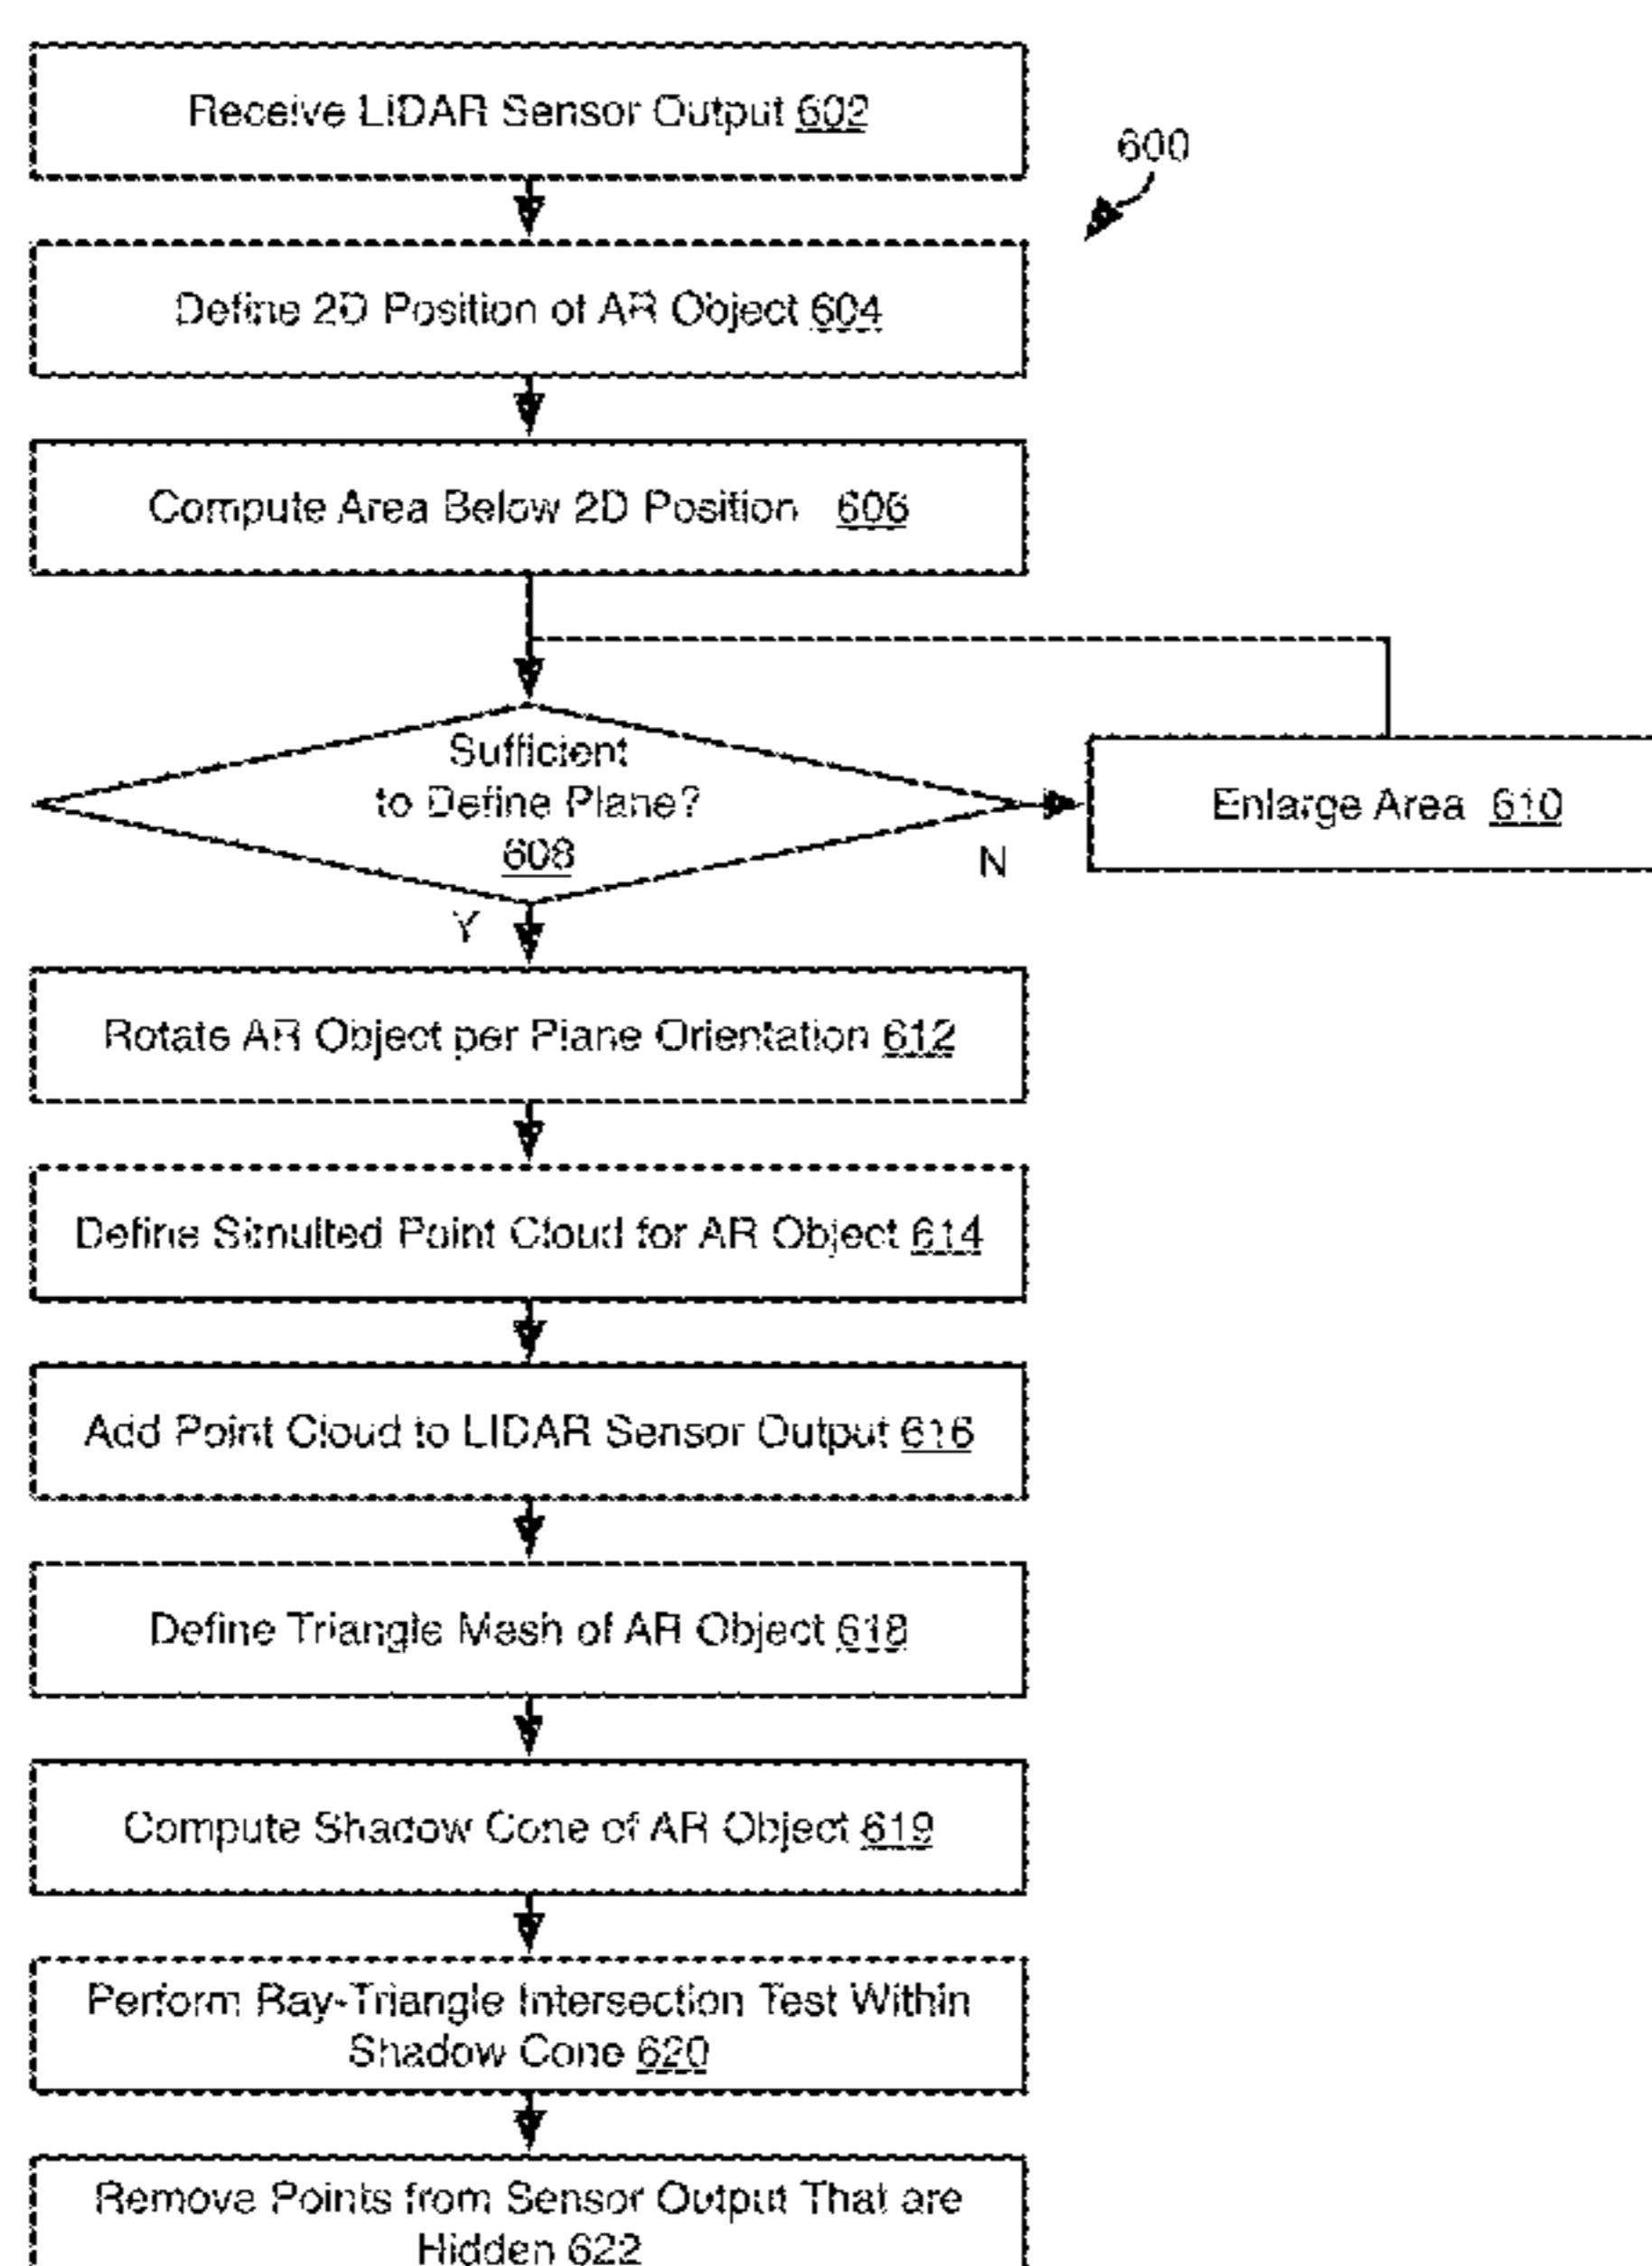 Receive LIDAR Sensor Output 602
600
Define 2D Position of AR Object 604
Compute Area Below 2D Position 606
Sufficient
to Define Plane?
608
N
Enlarge Area 610
Y
Rotate AR Object per Plane Orientation 612
Define Simulted Point Cloud for AR Object 614
Add Point Cloud to LIDAR Sensor Output 616
Define Triangle Mesh of AR Object 618
Compute Shadow Cone of AR Object 619
Perform Ray-Triangle Intersection Test Within
Shadow Cone 620
Remove Points from Sensor Output That are
Hidden 622